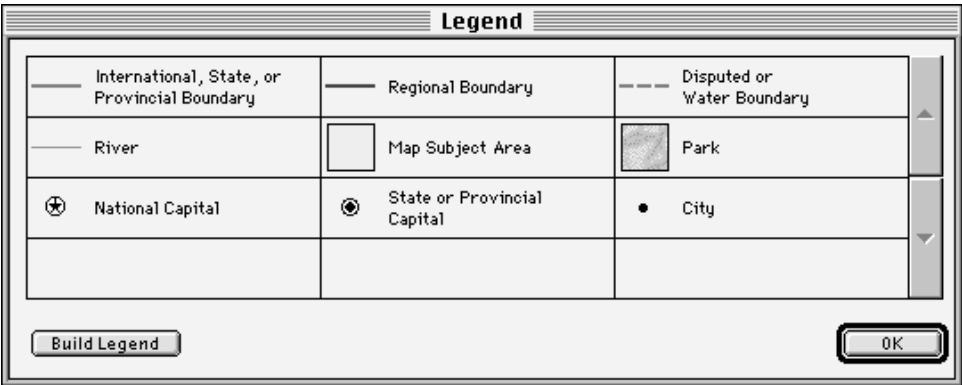 Legend
International, State, or
Provincial Boundary
Regional Boundary
Disputed or
Water Boundary
River
Map Subject Area
Park
National Capital
State or Provincial
Capital
City
Build Legend
OK